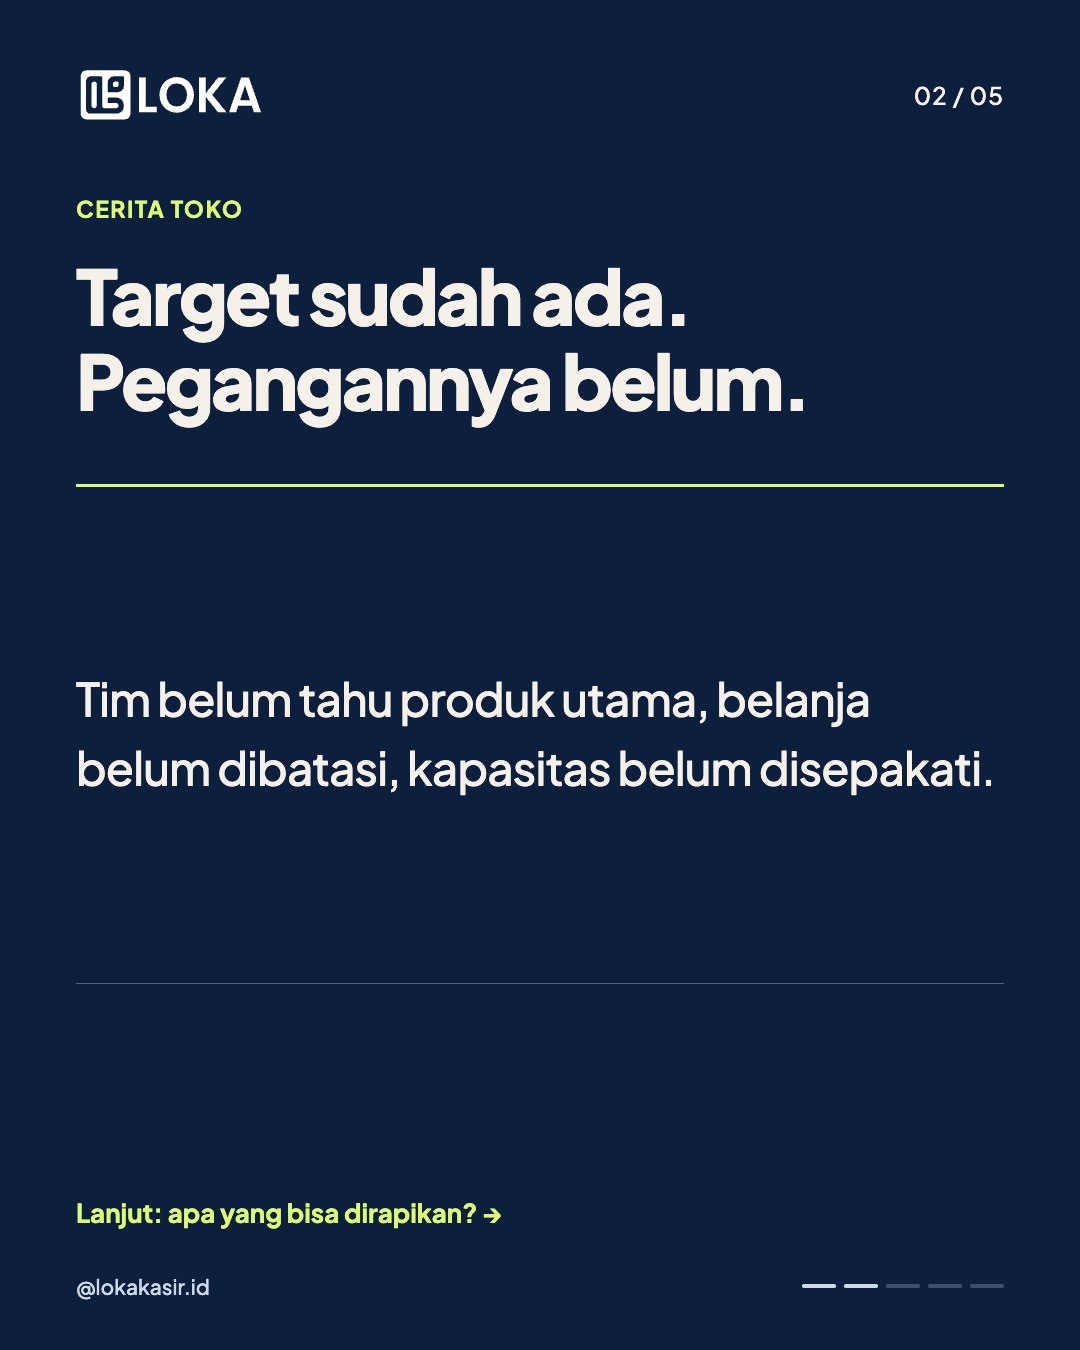 LOKA
02 / 05
CERITA TOKO
Target sudah ada.
Pegangannya belum.
Tim belum tahu produk utama, belanja
belum dibatasi, kapasitas belum disepakati.
Lanjut: apa yang bisa dirapikan? →
@lokakasir.id